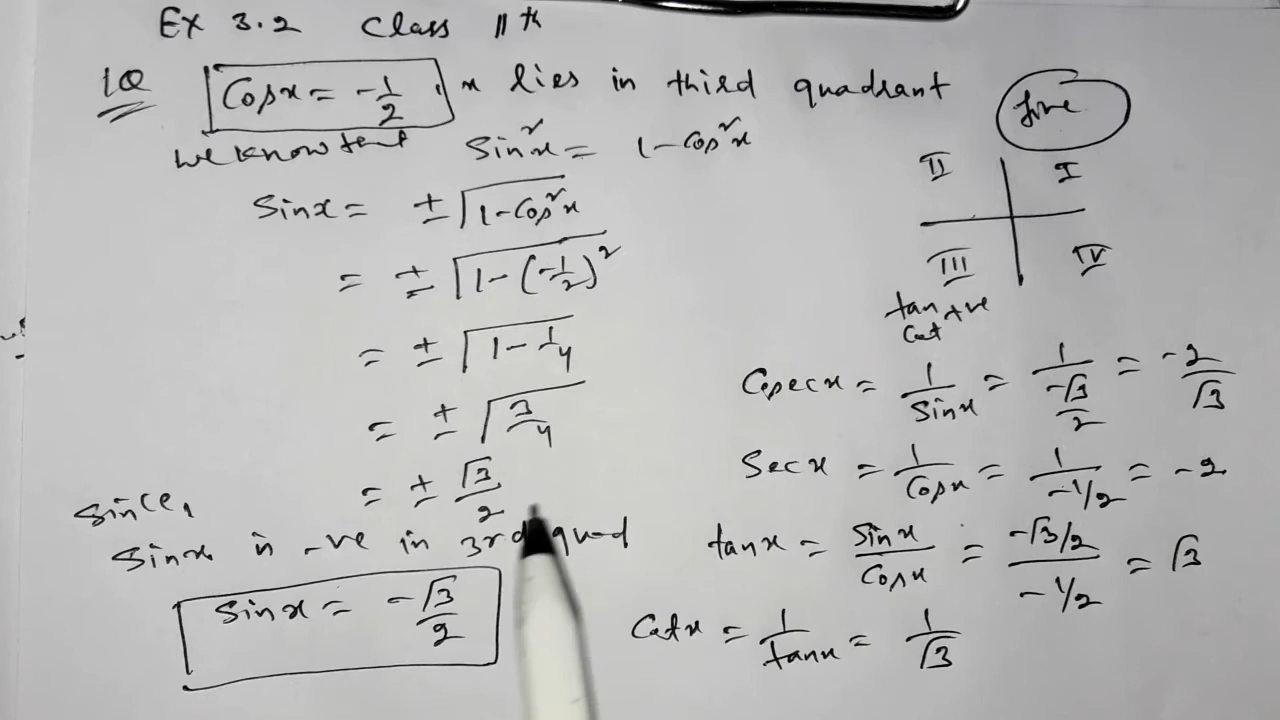 Ex 3.2 Class 11th
1Q Cosx = -1/2, x lies in third quadrant
We know that Sin²x = 1-Cos²x
Sinx = ±√1-Cos²x
= ±√1-(-1/2)²
= ±√1-1/4
= ±√3/4
= ±√3/2
Since,
Sinx is -ve in 3rd quad
Sinx = -√3/2
II I
III IV
tan +ve
Cot
Cosecx = 1/Sinx = 1/-√3/2 = -2/√3
Secx = 1/Cosx = 1/-1/2 = -2
tanx = Sinx/Cosx = -√3/2/-1/2 = √3
Cotx = 1/tanx = 1/√3